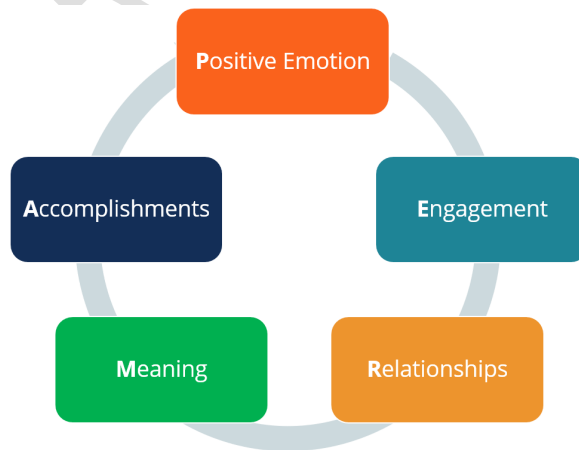 Positive Emotion
Engagement
Relationships
Meaning
Accomplishments